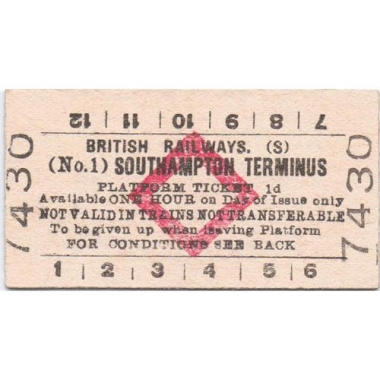 12 | 11 | 10 | 9 | 8 | 7
BRITISH RAILWAYS. (S)
(No.1) SOUTHAMPTON TERMINUS
PLATFORM TICKET 1d
Available ONE HOUR on Day of Issue only
NOT VALID IN TRAINS NOT TRANSFERABLE
To be given up when leaving Platform
FOR CONDITIONS SEE BACK
1 | 2 | 3 | 4 | 5 | 6
7430
7430